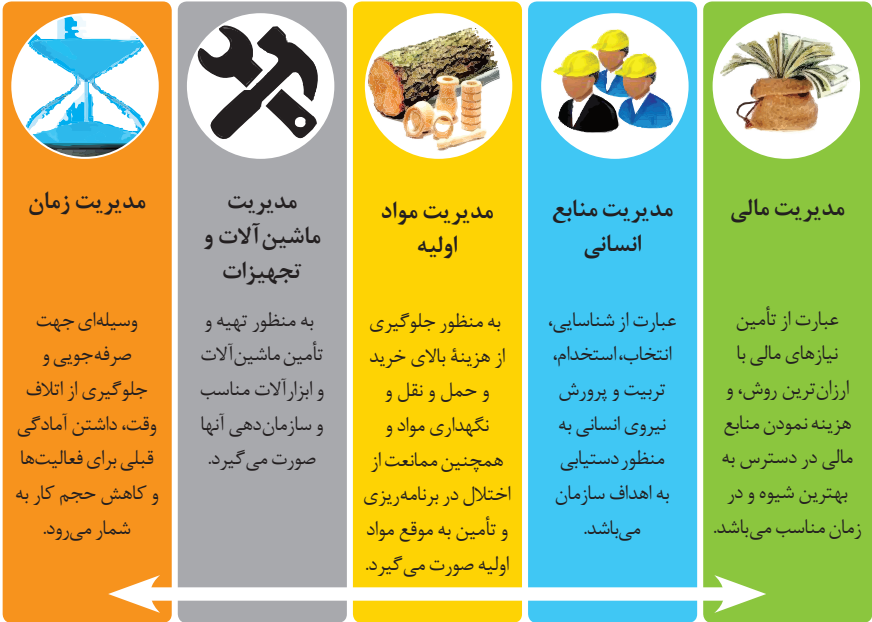 مدیریت مالی
عبارت از تأمین
نیازهای مالی با
ارزان‌ترین روش، و
هزینه نمودن منابع
مالی در دسترس به
بهترین شیوه و در
زمان مناسب می‌باشد.
مدیریت منابع
انسانی
عبارت از شناسایی،
انتخاب، استخدام،
تربیت و پرورش
نیروی انسانی به
منظور دستیابی
به اهداف سازمان
می‌باشد.
مدیریت مواد
اولیه
به منظور جلوگیری
از هزینهٔ بالای خرید
و حمل و نقل و
نگهداری مواد و
همچنین ممانعت از
اختلال در برنامه‌ریزی
و تأمین به موقع مواد
اولیه صورت می‌گیرد.
مدیریت
ماشین‌آلات و
تجهیزات
به منظور تهیه و
تأمین ماشین‌آلات
و ابزارآلات مناسب
و سازمان‌دهی آنها
صورت می‌گیرد.
مدیریت زمان
وسیله‌ای جهت
صرفه‌جویی و
جلوگیری از اتلاف
وقت، داشتن آمادگی
قبلی برای فعالیت‌ها
و کاهش حجم کار به
شمار می‌رود.